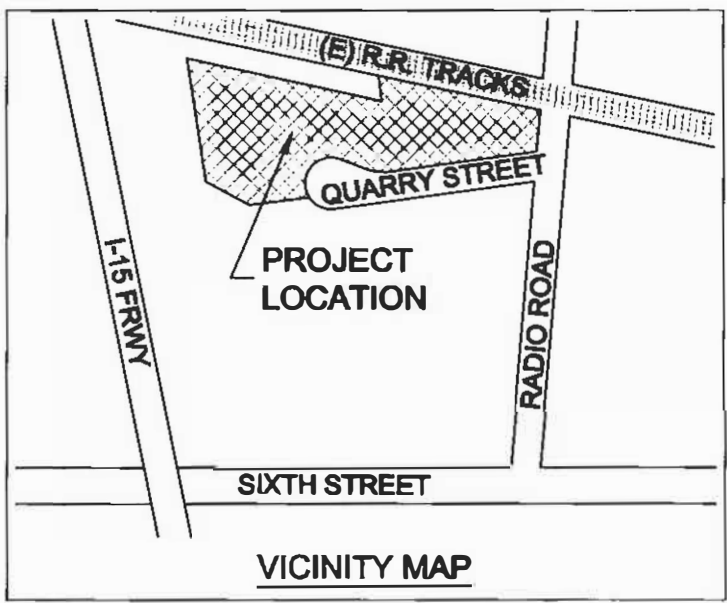 (E) R.R. TRACKS
QUARRY STREET
PROJECT
LOCATION
I-15 FRWY
RADIO ROAD
SIXTH STREET
VICINITY MAP